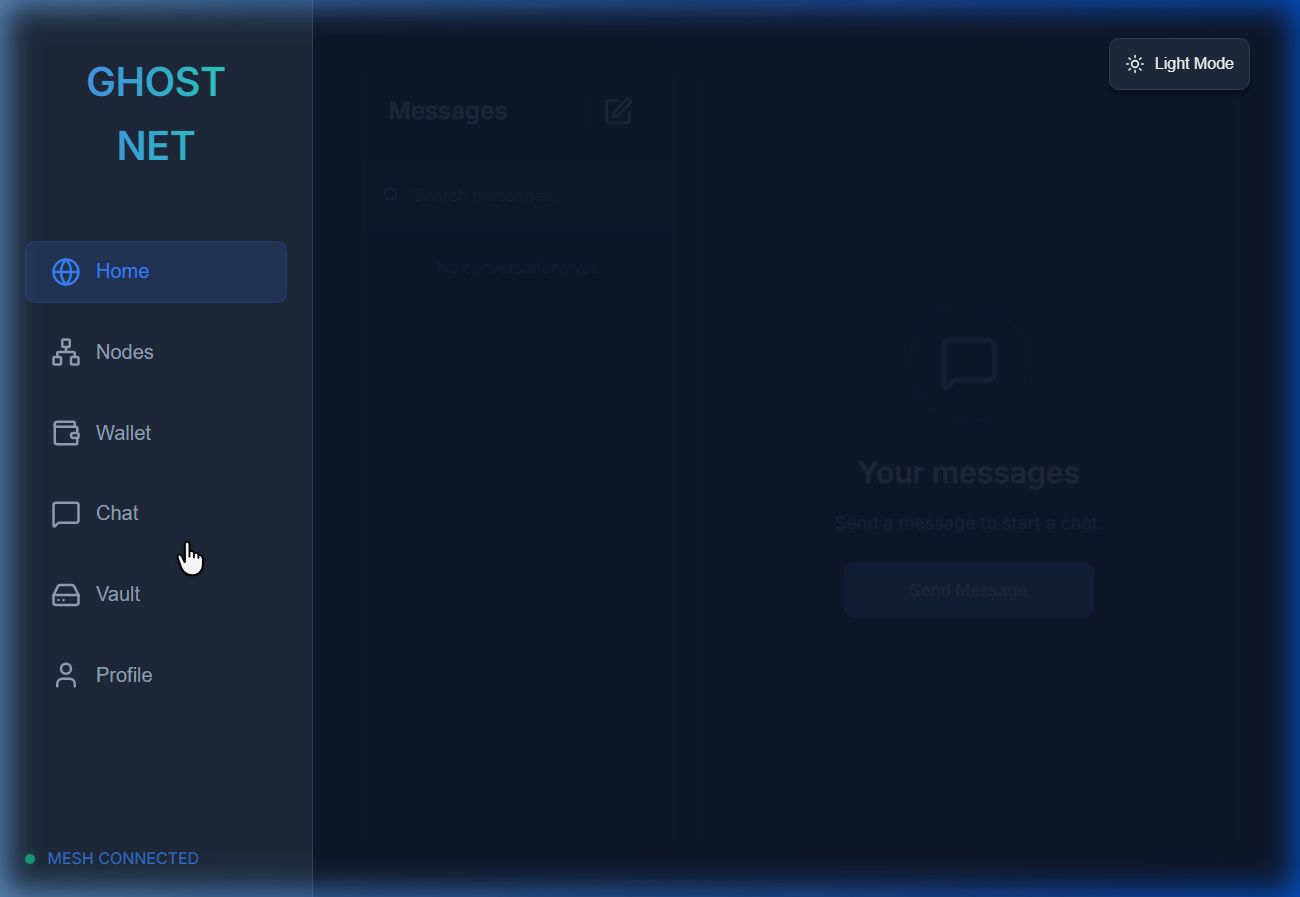 GHOST
NET
Home
Nodes
Wallet
Chat
Vault
Profile
MESH CONNECTED
Light Mode
Messages
Search messages
No conversations yet.
Your messages
Send a message to start a chat.
Send Message